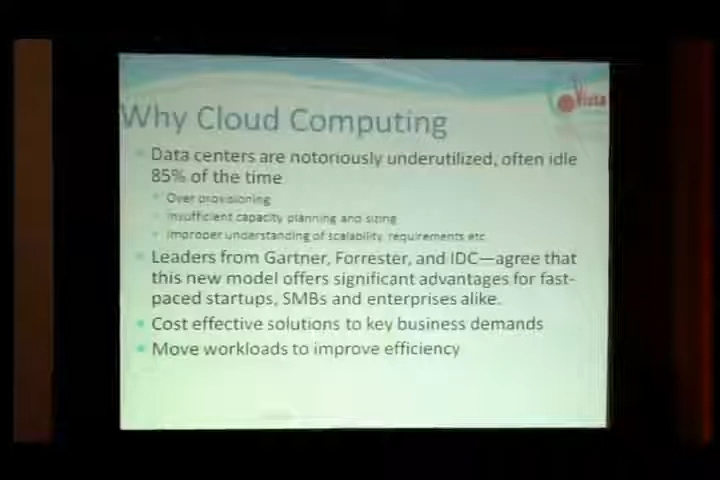 Vista
Why Cloud Computing
Data centers are notoriously underutilized, often idle
85% of the time
Over provisioning
Insufficient capacity planning and sizing
Improper understanding of scalability requirements etc
Leaders from Gartner, Forrester, and IDC—agree that
this new model offers significant advantages for fast-
paced startups, SMBs and enterprises alike.
Cost effective solutions to key business demands
Move workloads to improve efficiency